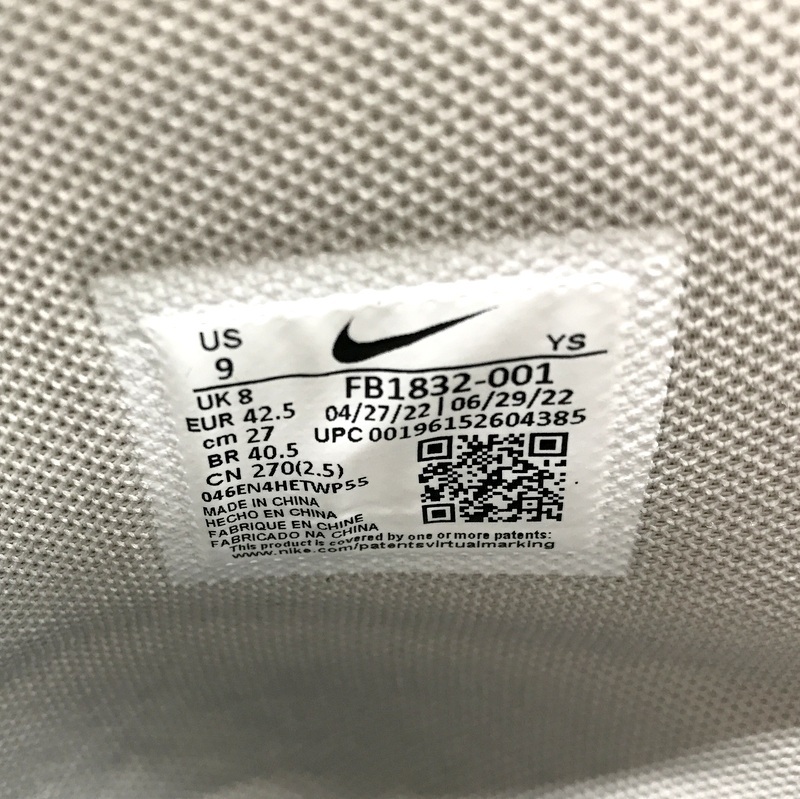 US
9
YS
UK 8
EUR 42.5
cm 27
BR 40.5
CN 270(2.5)
046EN4HETWP55
MADE IN CHINA
HECHO EN CHINA
FABRIQUE EN CHINE
FABRICADO NA CHINA
FB1832-001
04/27/22 | 06/29/22
UPC 00196152604385
This product is covered by one or more patents:
www.nike.com/patentsvirtualmarking